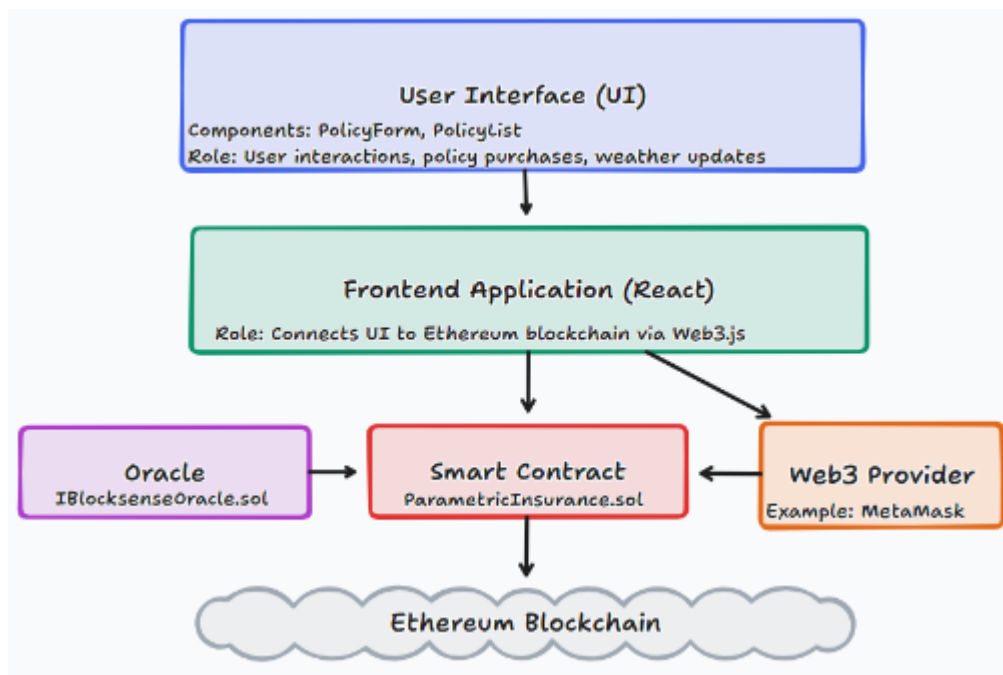 User Interface (UI)
Components: PolicyForm, PolicyList
Role: User interactions, policy purchases, weather updates
Frontend Application (React)
Role: Connects UI to Ethereum blockchain via Web3.js
Oracle
IBlocksenseOracle.sol
Smart Contract
ParametricInsurance.sol
Web3 Provider
Example: MetaMask
Ethereum Blockchain